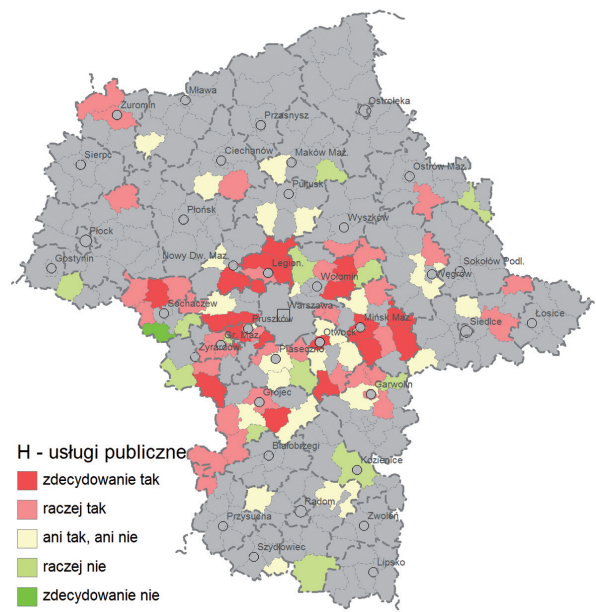 Mława
Żuromin
Ostrołęka
Przasnysz
Ciechanów
Maków Maz.
Sierpc
Ostrów Maz.
Pułtusk
Płońsk
Wyszków
Płock
Nowy Dw. Maz.
Legion.
Sokołów Podl.
Węgrów
Gostynin
Wołomin
Sochaczew
Warszawa
Łosice
Pruszków
Mińsk Maz.
Siedlce
Gr. Maz.
Otwock
Żyrardów
Piaseczno
Garwolin
Grójec
Białobrzegi
H - usługi publiczne
Kozienice
zdecydowanie tak
raczej tak
Radom
ani tak, ani nie
Przysucha
Zwoleń
raczej nie
Szydłowiec
Lipsko
zdecydowanie nie